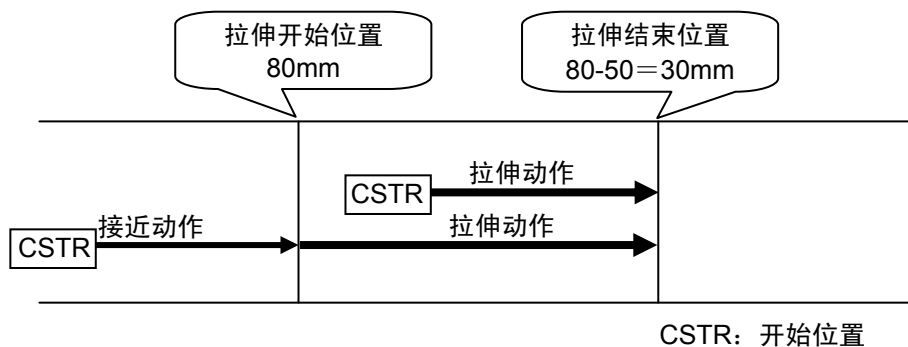 拉伸开始位置
80mm
拉伸结束位置
80-50＝30mm
拉伸动作
CSTR
接近动作
拉伸动作
CSTR
CSTR：开始位置